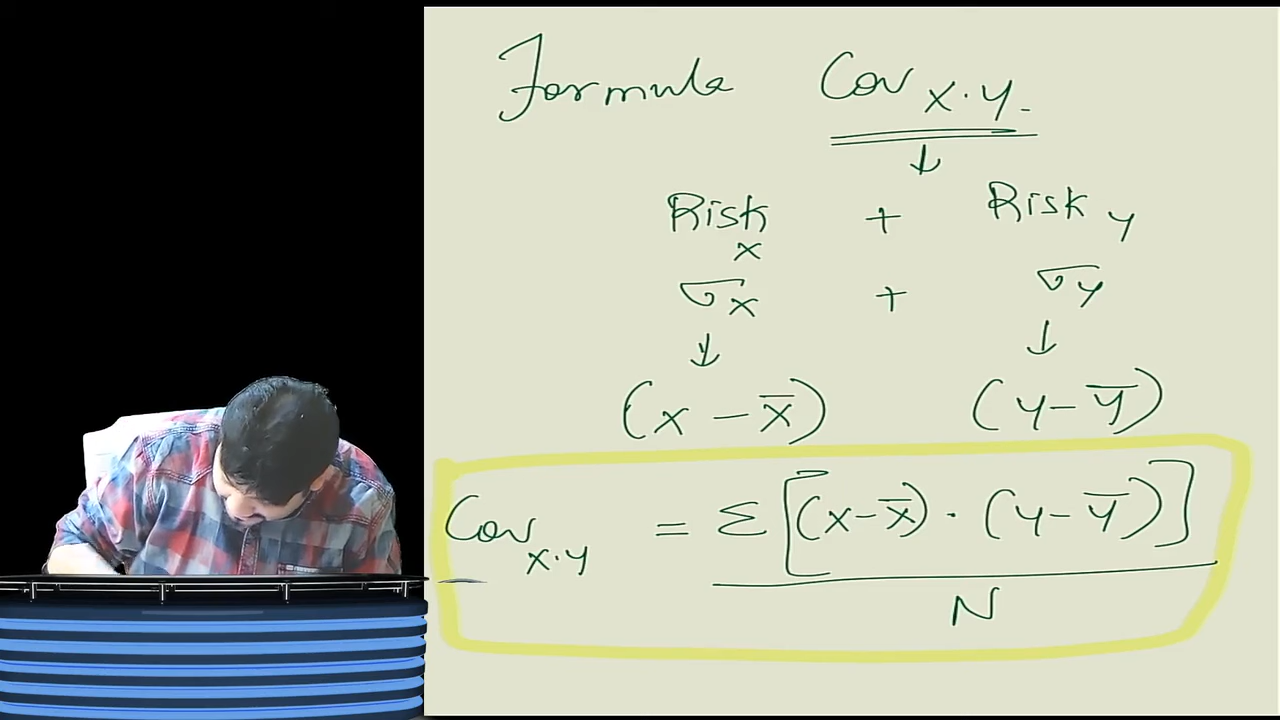 Formula Cov x.y.
↓
Risk x + Risk y
σx + σy
↓ ↓
(x - x̅) (y - y̅)
Cov x.y = Σ[(x-x̅) · (y-y̅)] / N